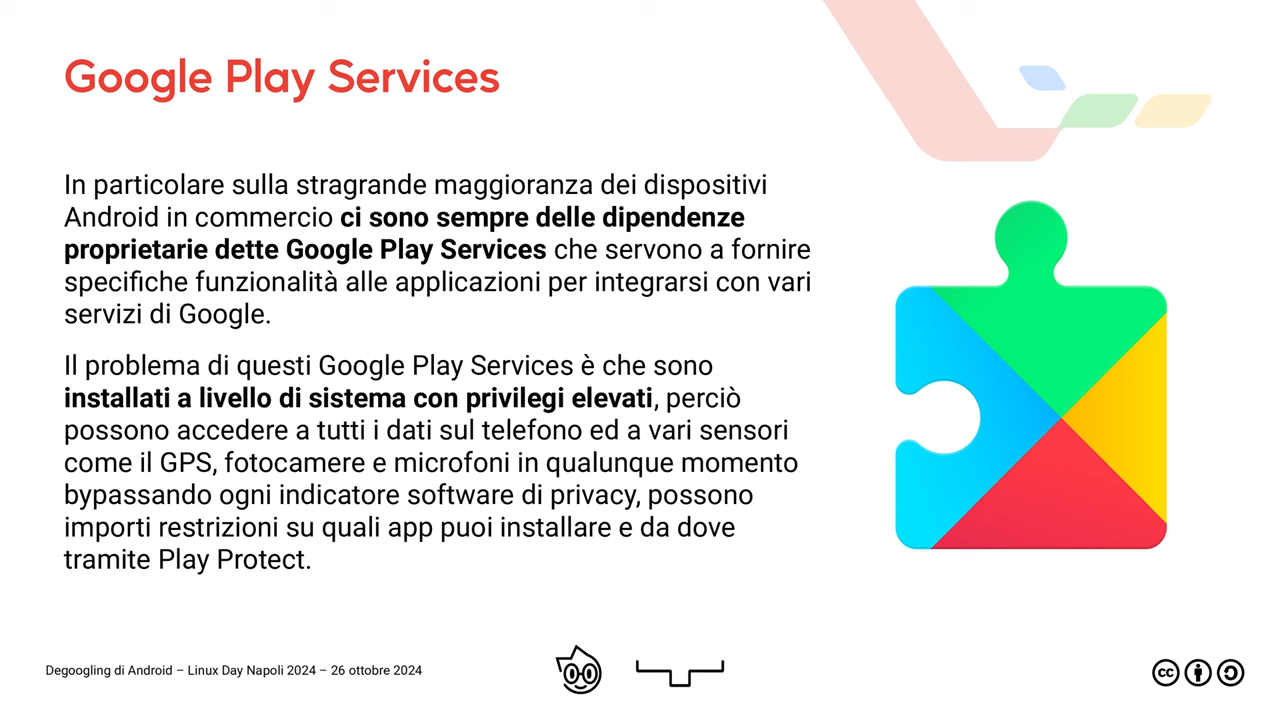 Google Play Services
In particolare sulla stragrande maggioranza dei dispositivi
Android in commercio ci sono sempre delle dipendenze
proprietarie dette Google Play Services che servono a fornire
specifiche funzionalità alle applicazioni per integrarsi con vari
servizi di Google.
Il problema di questi Google Play Services è che sono
installati a livello di sistema con privilegi elevati, perciò
possono accedere a tutti i dati sul telefono ed a vari sensori
come il GPS, fotocamere e microfoni in qualunque momento
bypassando ogni indicatore software di privacy, possono
importi restrizioni su quali app puoi installare e da dove
tramite Play Protect.
Degoogling di Android – Linux Day Napoli 2024 – 26 ottobre 2024
cc